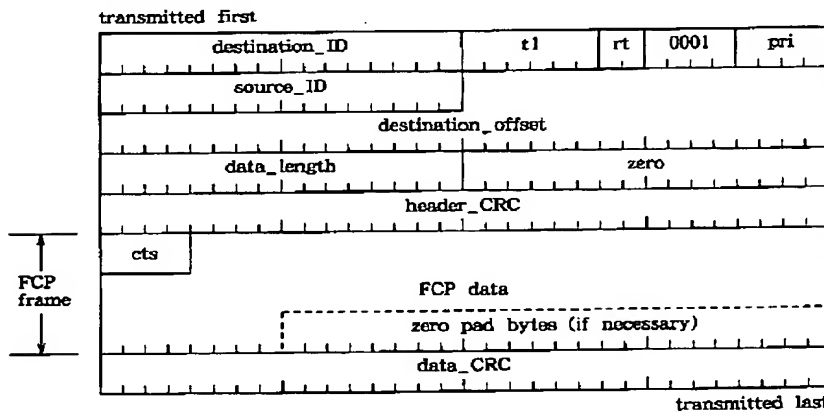 transmitted first
destination_ID tl rt 0001 pri
source_ID
destination_offset
data_length zero
header_CRC
cts
FCP
frame
FCP data
zero pad bytes (if necessary)
data_CRC
transmitted last